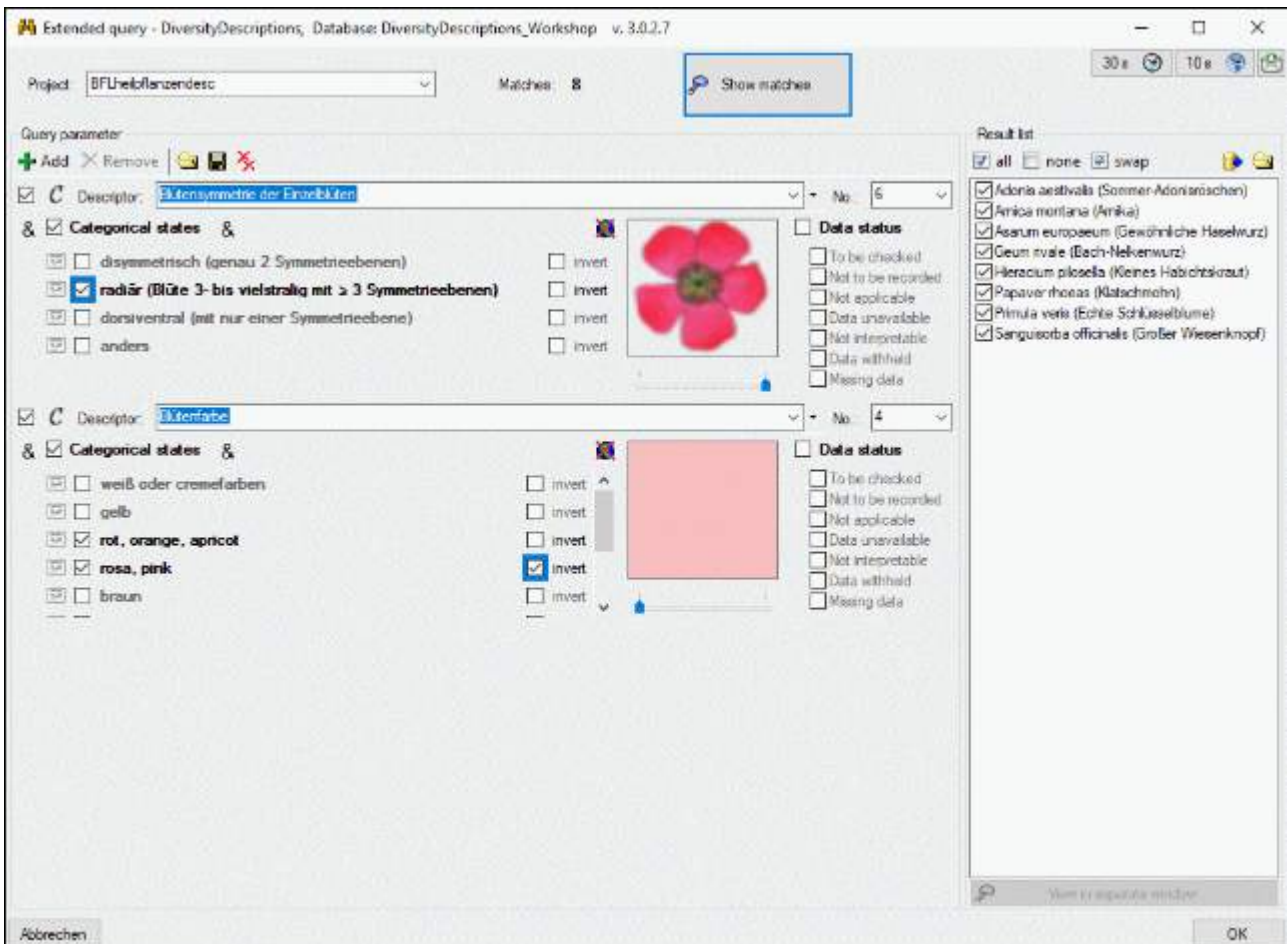 Extended query - DiversityDescriptions, Database: DiversityDescriptions_Workshop v. 3.0.2.7
30 s 10 s
Project: BFLheilpflanzendesc Matches: 8 Show matches
Query parameter
Add Remove
Descriptor: Blütensymmetrie der Einzelblüten No. 6
& Categorical states & Data status
disymmetrisch (genau 2 Symmetrieebenen) invert
radiär (Blüte 3- bis vielstralig mit ≥ 3 Symmetrieebenen) invert
dorsiventral (mit nur einer Symmetrieebene) invert
anders invert
To be checked
Not to be recorded
Not applicable
Data unavailable
Not interpretable
Data withheld
Missing data
Descriptor: Blütenfarbe No. 4
& Categorical states & Data status
weiß oder cremefarben invert
gelb invert
rot, orange, apricot invert
rosa, pink invert
braun invert
To be checked
Not to be recorded
Not applicable
Data unavailable
Not interpretable
Data withheld
Missing data
Result list
all none swap
Adonis aestivalis (Sommer-Adonisröschen)
Arnica montana (Arnika)
Asarum europaeum (Gewöhnliche Haselwurz)
Geum rivale (Bach-Nelkenwurz)
Hieracium pilosella (Kleines Habichtskraut)
Papaver rhoeas (Klatschmohn)
Primula veris (Echte Schlüsselblume)
Sanguisorba officinalis (Großer Wiesenknopf)
View in separate window
Abbrechen OK